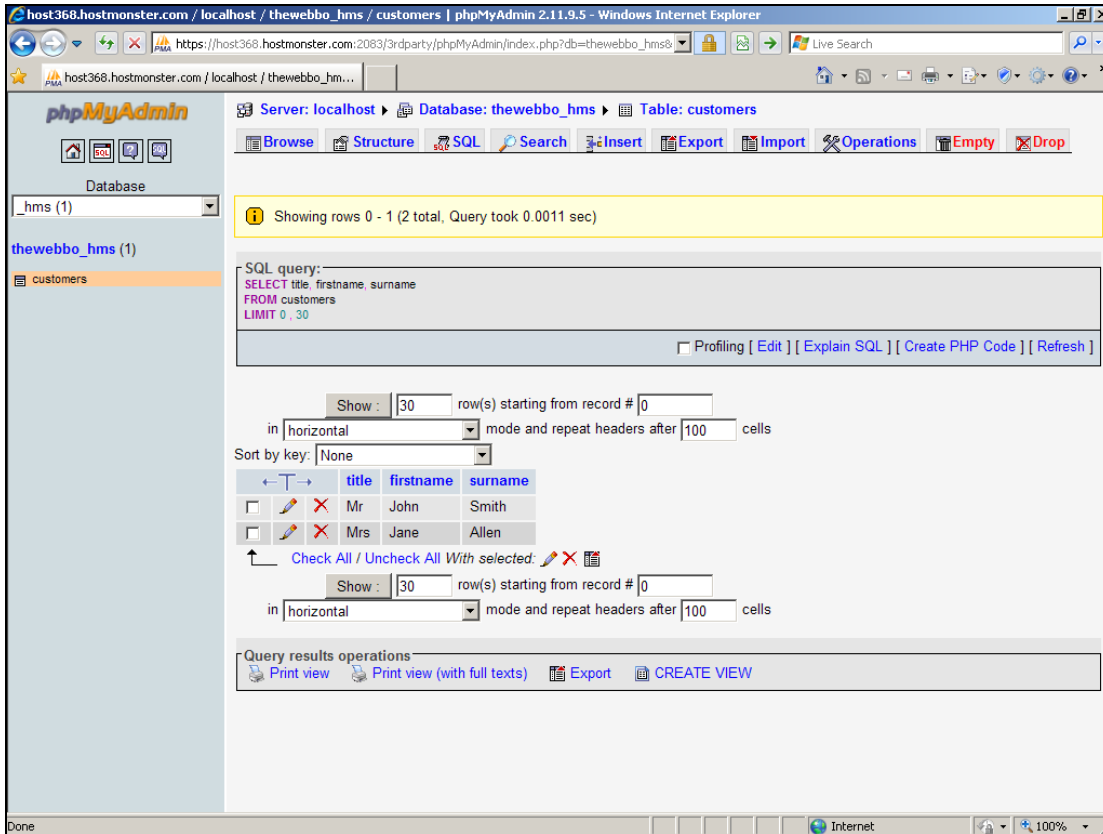 host368.hostmonster.com / localhost / thewebbo_hms / customers | phpMyAdmin 2.11.9.5 - Windows Internet Explorer
https://host368.hostmonster.com:2083/3rdparty/phpMyAdmin/index.php?db=thewebbo_hms& Live Search
host368.hostmonster.com / localhost / thewebbo_hm...
phpMyAdmin
SQL
Database
_hms (1)
thewebbo_hms (1)
customers
Server: localhost ▸ Database: thewebbo_hms ▸ Table: customers
Browse Structure SQL Search Insert Export Import Operations Empty Drop
Showing rows 0 - 1 (2 total, Query took 0.0011 sec)
SQL query:
SELECT title, firstname, surname
FROM customers
LIMIT 0 , 30
Profiling [ Edit ] [ Explain SQL ] [ Create PHP Code ] [ Refresh ]
Show : 30 row(s) starting from record # 0
in horizontal mode and repeat headers after 100 cells
Sort by key: None
←T→ title firstname surname
Mr John Smith
Mrs Jane Allen
Check All / Uncheck All With selected:
Show : 30 row(s) starting from record # 0
in horizontal mode and repeat headers after 100 cells
Query results operations
Print view Print view (with full texts) Export CREATE VIEW
Done Internet 100%